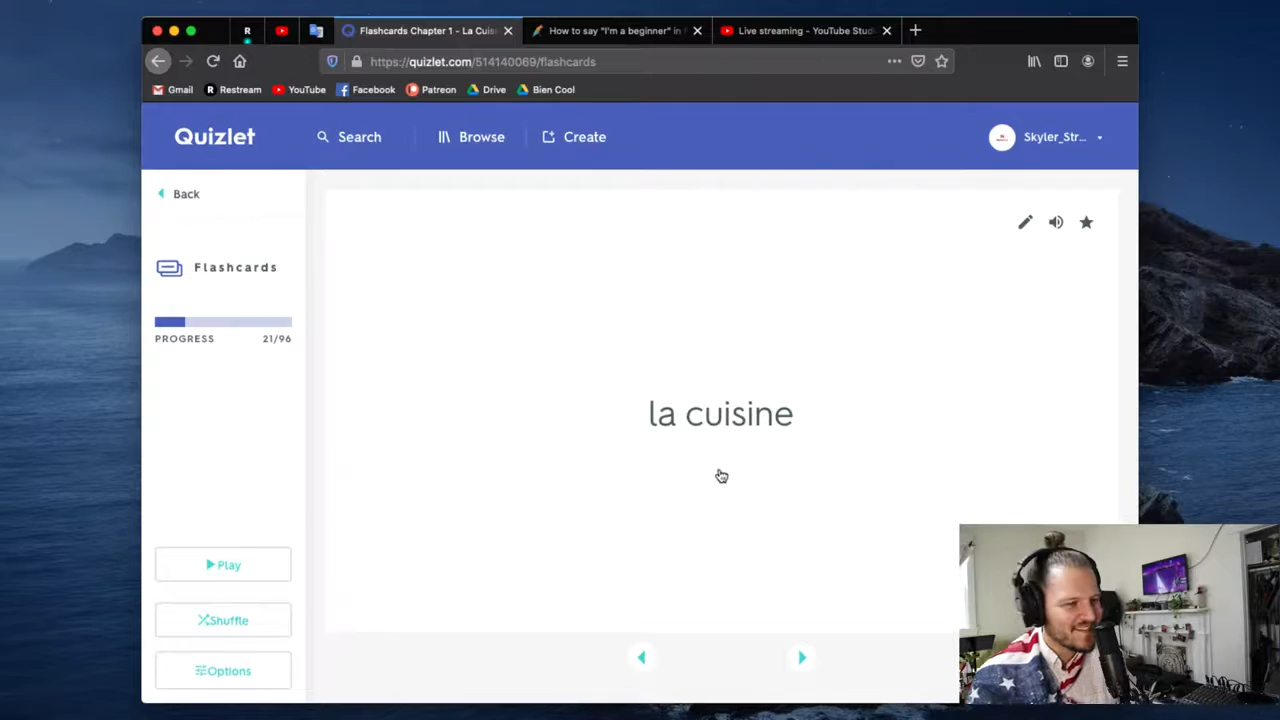 R
Flashcards Chapter 1 - La Cuis
How to say "I'm a beginner" in
Live streaming - YouTube Stud
https://quizlet.com/514140069/flashcards
Gmail
R Restream
YouTube
Facebook
Patreon
Drive
Bien Cool
Quizlet
Search
Browse
Create
Skyler_Str...
Back
Flashcards
PROGRESS 21/96
la cuisine
Play
Shuffle
Options